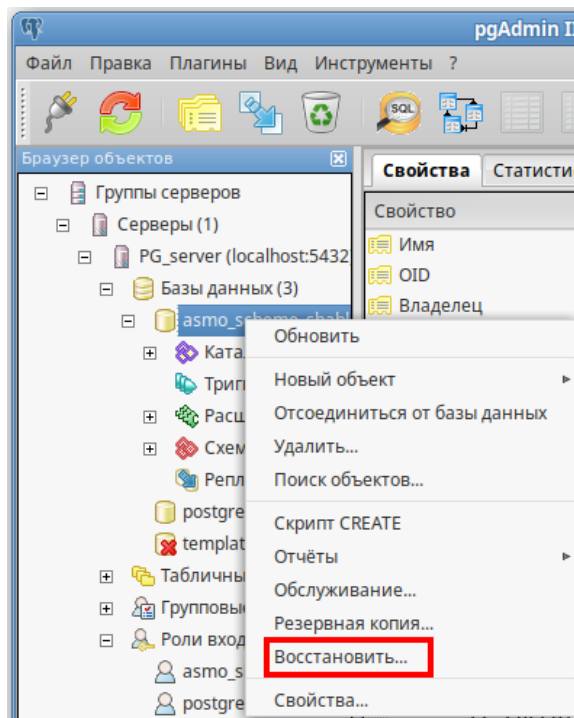 pgAdmin I
Файл Правка Плагины Вид Инструменты ?
SQL
Браузер объектов
Свойства Статисти
Группы серверов
Свойство
Серверы (1)
Имя
PG_server (localhost:5432
OID
Базы данных (3)
Владелец
asmo_scheme_shabl
Обновить
Ката
Новый объект
Триг
Отсоединиться от базы данных
Расш
Удалить...
Схем
Поиск объектов...
Репл
postgre
Скрипт CREATE
templat
Отчёты
Табличны
Обслуживание...
Групповы
Резервная копия...
Роли вход
Восстановить...
asmo_s
postgre
Свойства...